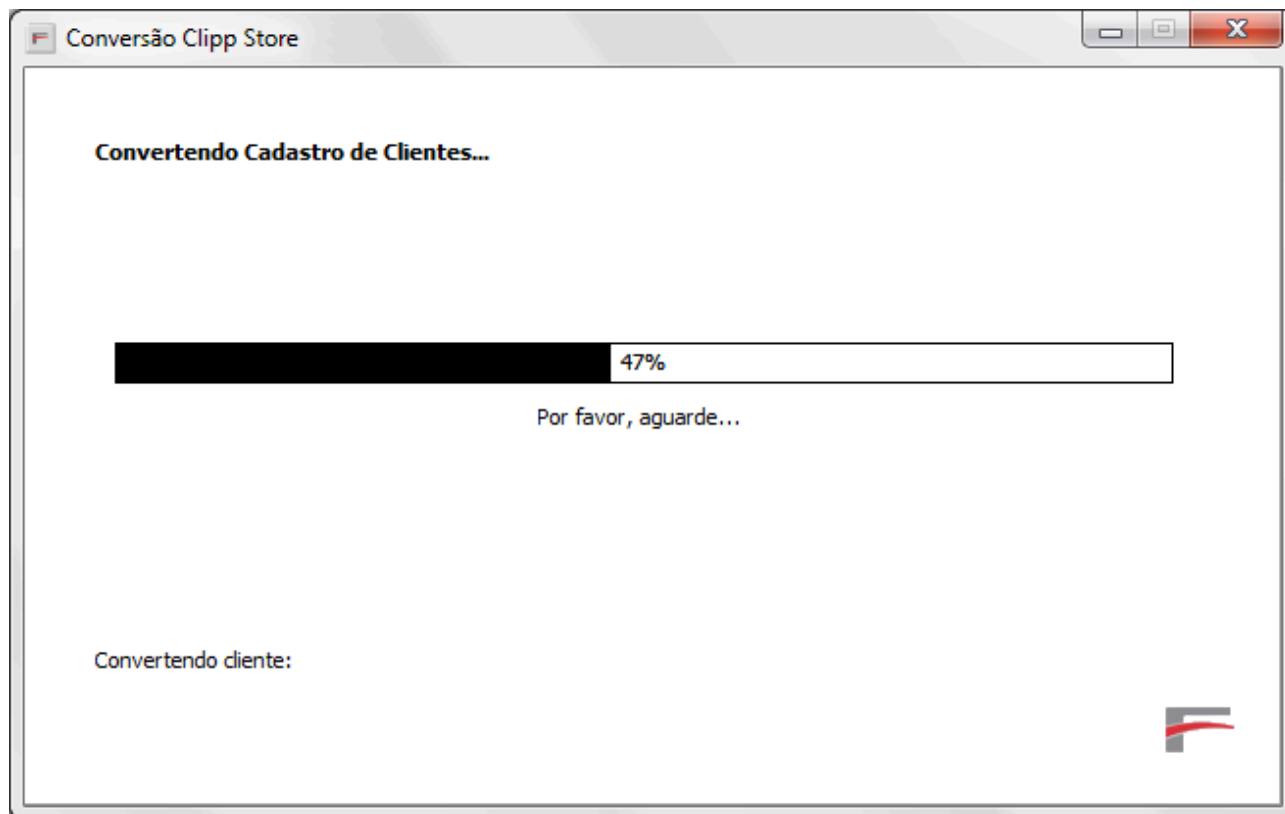 Conversão Clipp Store
Convertendo Cadastro de Clientes...
47%
Por favor, aguarde...
Convertendo cliente: